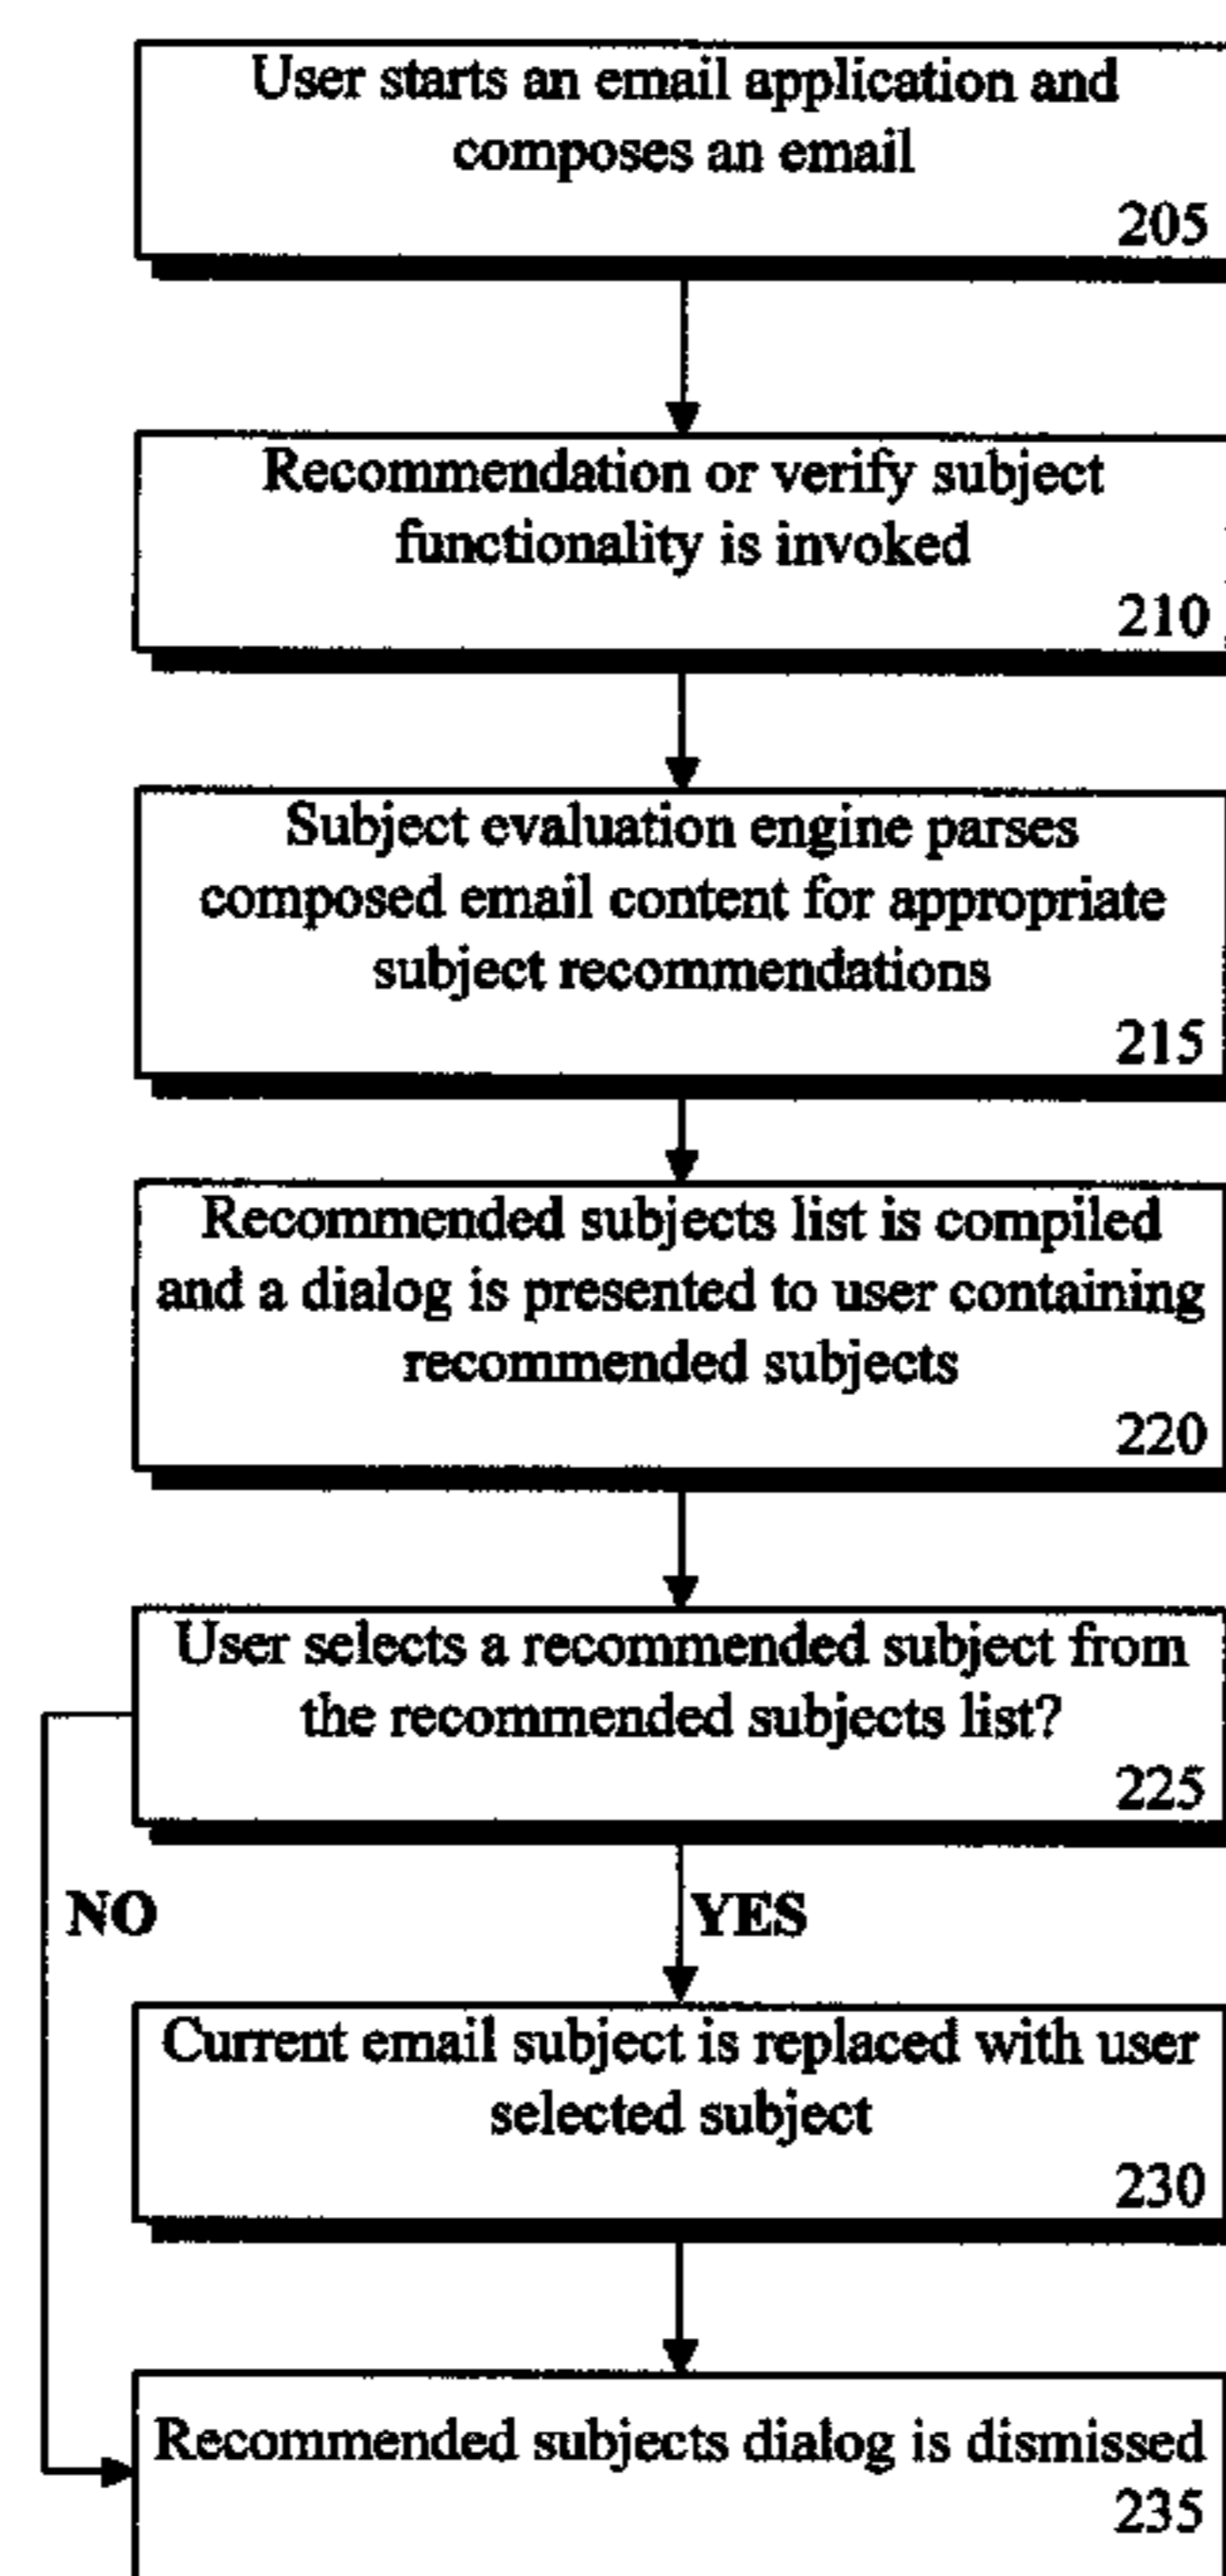 User starts an email application and
composes an email
205
Recommendation or verify subject
functionality is invoked
210
Subject evaluation engine parses
composed email content for appropriate
subject recommendations
215
Recommended subjects list is compiled
and a dialog is presented to user containing
recommended subjects
220
User selects a recommended subject from
the recommended subjects list?
225
NO
YES
Current email subject is replaced with user
selected subject
230
Recommended subjects dialog is dismissed
235